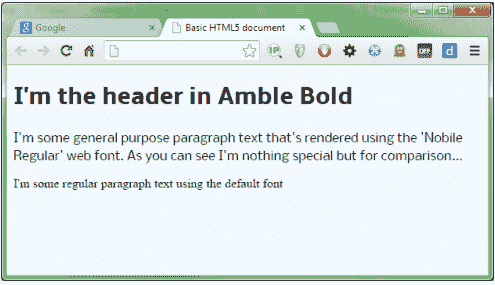 Google
Basic HTML5 document
IP
OFF
d
I'm the header in Amble Bold
I'm some general purpose paragraph text that's rendered using the 'Nobile
Regular' web font. As you can see I'm nothing special but for comparison...
I'm some regular paragraph text using the default font